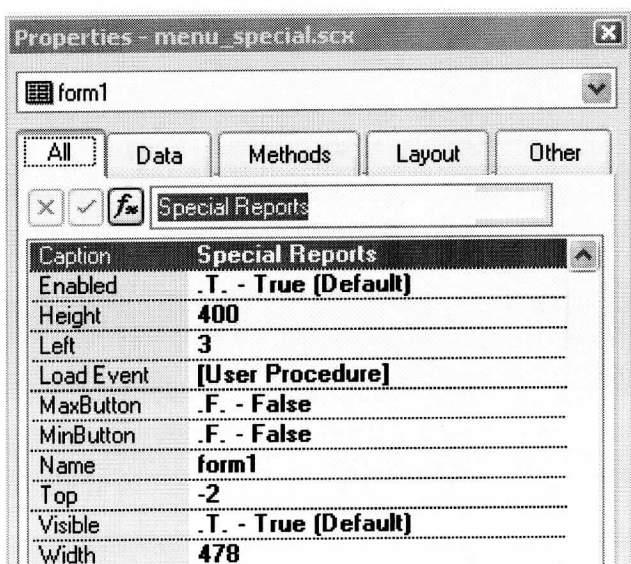 Properties - menu_special.scx
form1
All Data Methods Layout Other
fx Special Reports
Caption Special Reports
Enabled .T. - True (Default)
Height 400
Left 3
Load Event [User Procedure]
MaxButton .F. - False
MinButton .F. - False
Name form1
Top -2
Visible .T. - True (Default)
Width 478